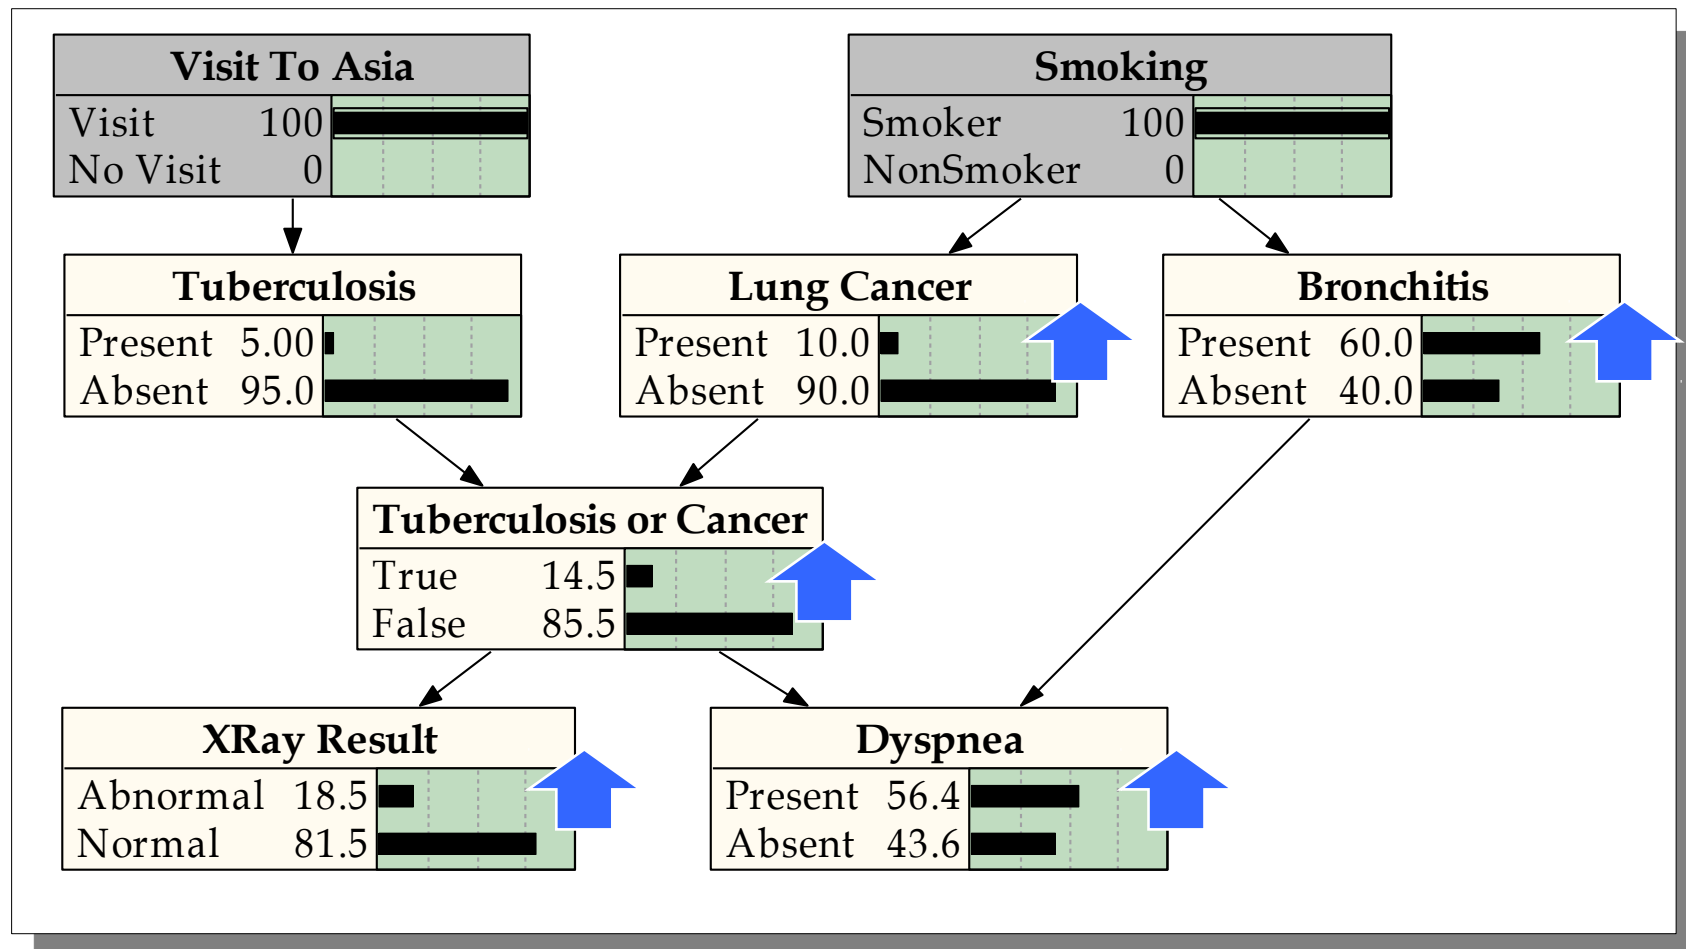 Visit To Asia
Visit 100
No Visit 0
Smoking
Smoker 100
NonSmoker 0
Tuberculosis
Present 5.00
Absent 95.0
Lung Cancer
Present 10.0
Absent 90.0
Bronchitis
Present 60.0
Absent 40.0
Tuberculosis or Cancer
True 14.5
False 85.5
XRay Result
Abnormal 18.5
Normal 81.5
Dyspnea
Present 56.4
Absent 43.6